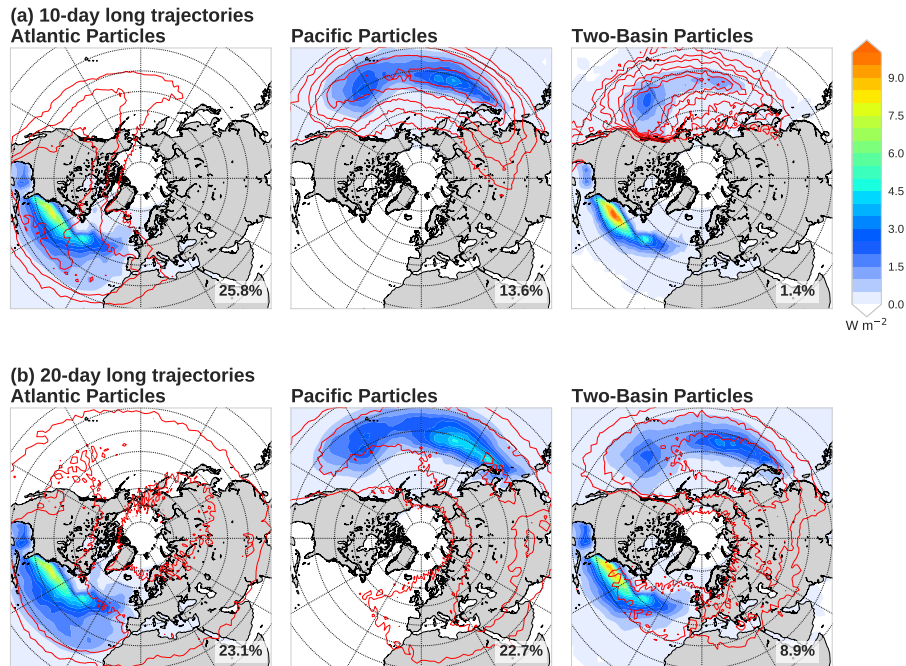 (a) 10-day long trajectories
Atlantic Particles Pacific Particles Two-Basin Particles
25.8% 13.6% 1.4%
9.0
7.5
6.0
4.5
3.0
1.5
0.0
W m⁻²
(b) 20-day long trajectories
Atlantic Particles Pacific Particles Two-Basin Particles
23.1% 22.7% 8.9%